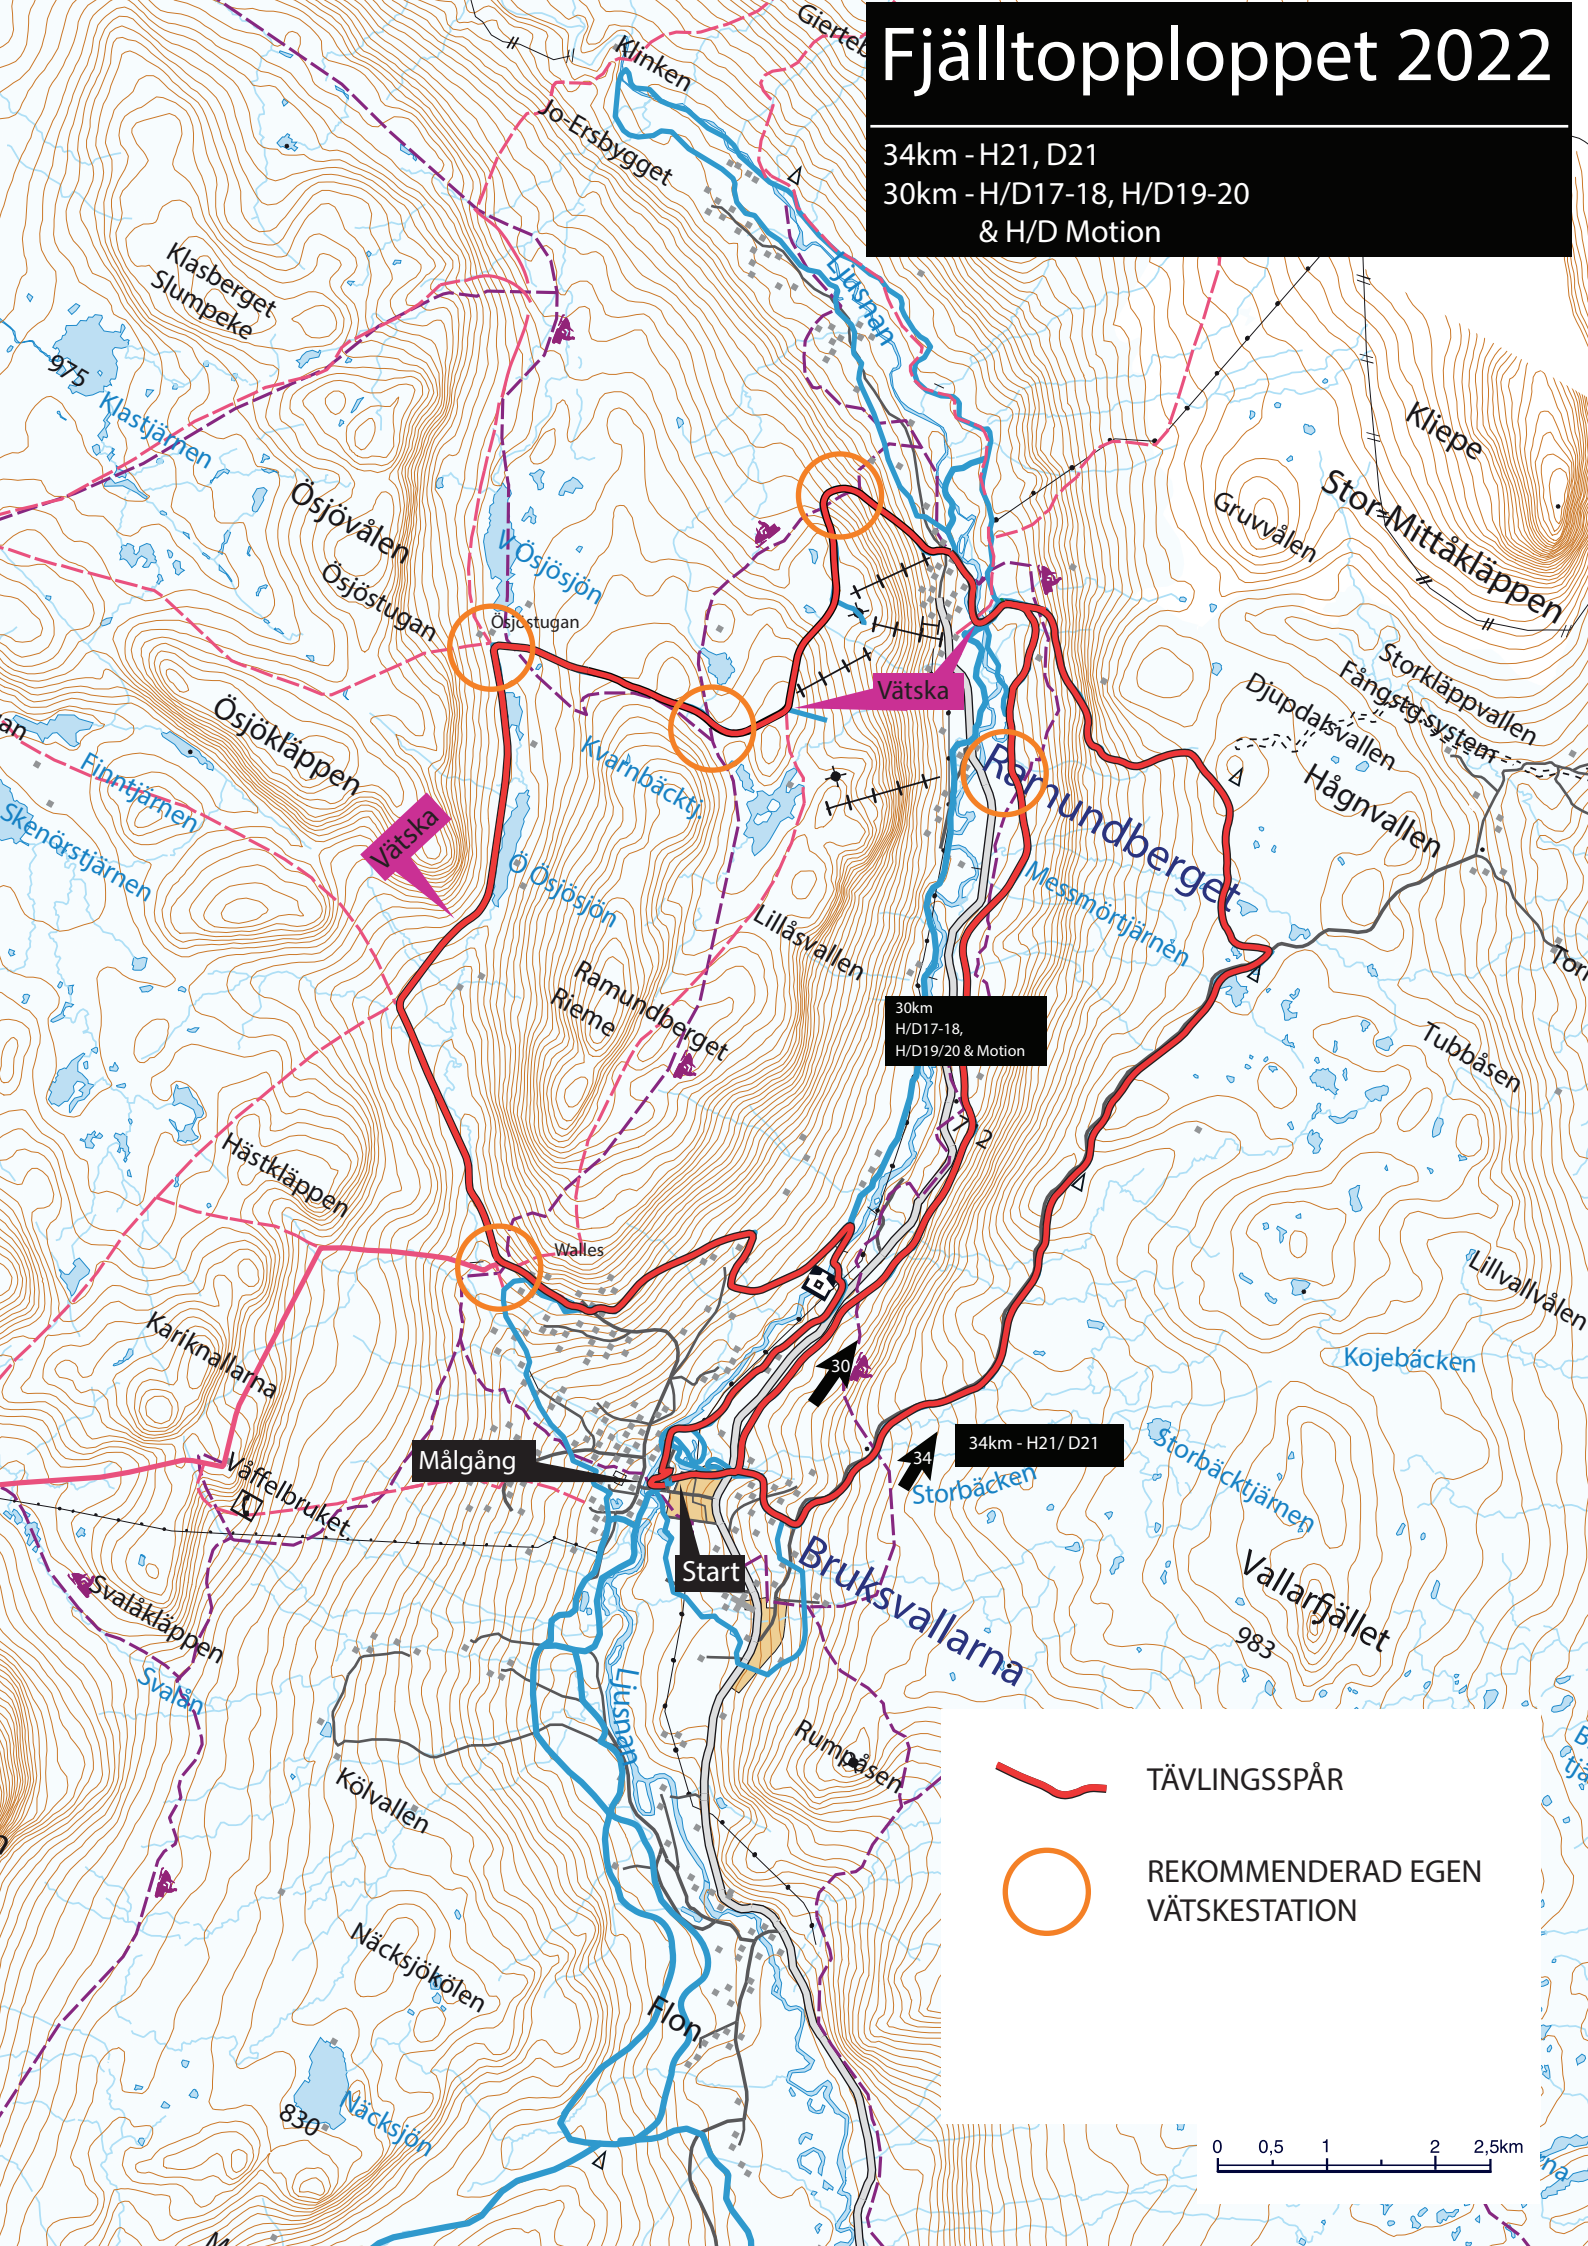 Fjälltopploppet 2022
34km - H21, D21
30km - H/D17-18, H/D19-20
& H/D Motion
Klinken
Jo-Ersbygget
Ljusnan
Klasberget
Slumpeke
975
Klastjärnen
Kliepe
Stor-Mittåkläppen
Gruvvålen
Ösjövålen
V Ösjösjön
Ösjöstugan
Ösjöstugan
Storkläppvallen
Fångstg.system
Djupdalsvallen
Hågnvallen
Vätska
Ösjökläppen
Finntjärnen
Skenörstjärnen
Kvarnbäcktj.
Ramundberget
Vätska
Ö Ösjösjön
Messmörtjärnen
Lillåsvallen
Ramundberget
Rieme
30km
H/D17-18,
H/D19/20 & Motion
Tubbåsen
Hästkläppen
Walles
Lillvallvålen
Kariknallarna
30
Kojebäcken
34km - H21/ D21
34
Storbäcken
Storbäcktjärnen
Målgång
Våffelbruket
Start
Bruksvallarna
Vallarfjället
983
Svalåkläppen
Svalån
Ljusnan
Rumpåsen
Kölvallen
TÄVLINGSSPÅR
REKOMMENDERAD EGEN
VÄTSKESTATION
Näcksjökölen
Flon
830
Näcksjön
0 0,5 1 2 2,5km